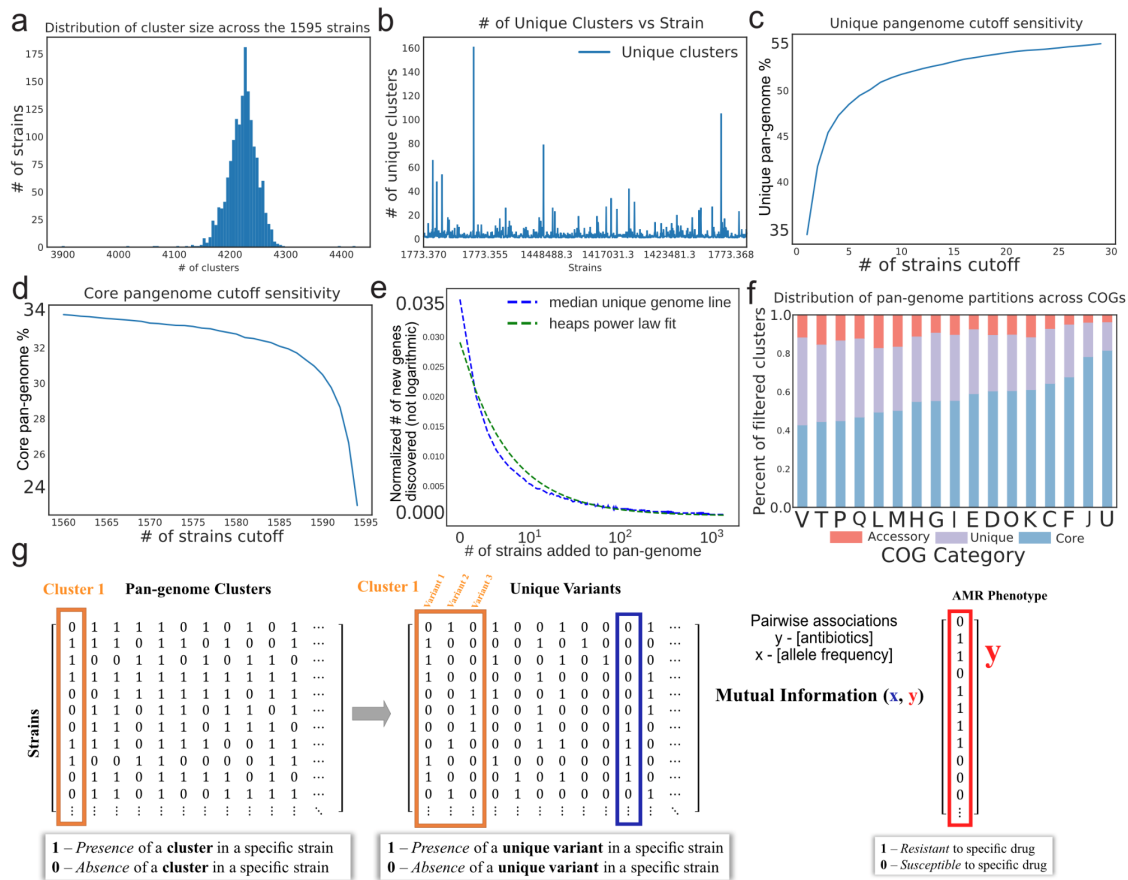 a
Distribution of cluster size across the 1595 strains
# of strains
175
150
125
100
75
50
25
0
3900 4000 4100 4200 4300 4400
# of clusters
b
# of Unique Clusters vs Strain
Unique clusters
# of unique clusters
160
140
120
100
80
60
40
20
0
1773.370 1773.355 1448488.3 1417031.3 1423481.3 1773.368
Strains
c
Unique pangenome cutoff sensitivity
Unique pan-genome %
55
50
45
40
35
0 5 10 15 20 25 30
# of strains cutoff
d
Core pangenome cutoff sensitivity
Core pan-genome %
34
32
30
28
26
24
1560 1565 1570 1575 1580 1585 1590 1595
# of strains cutoff
e
median unique genome line
heaps power law fit
Normalized # of new genes
discovered (not logarithmic)
0.035
0.030
0.025
0.020
0.015
0.010
0.005
0.000
0 10¹ 10² 10³
# of strains added to pan-genome
f
Distribution of pan-genome partitions across COGs
Percent of filtered clusters
1.0
0.8
0.6
0.4
0.2
0.0
V T P Q L M H G I E D O K C F J U
Accessory Unique Core
COG Category
g
Cluster 1 Pan-genome Clusters
Strains
1 – Presence of a cluster in a specific strain
0 – Absence of a cluster in a specific strain
Cluster 1 Unique Variants
Variant 1
Variant 2
Variant 3
1 – Presence of a unique variant in a specific strain
0 – Absence of a unique variant in a specific strain
Pairwise associations
y - [antibiotics]
x - [allele frequency]
Mutual Information (x, y)
AMR Phenotype
0
1
1
0
1
1
1
1
0
0
0
⋮
y
1 – Resistant to specific drug
0 – Susceptible to specific drug